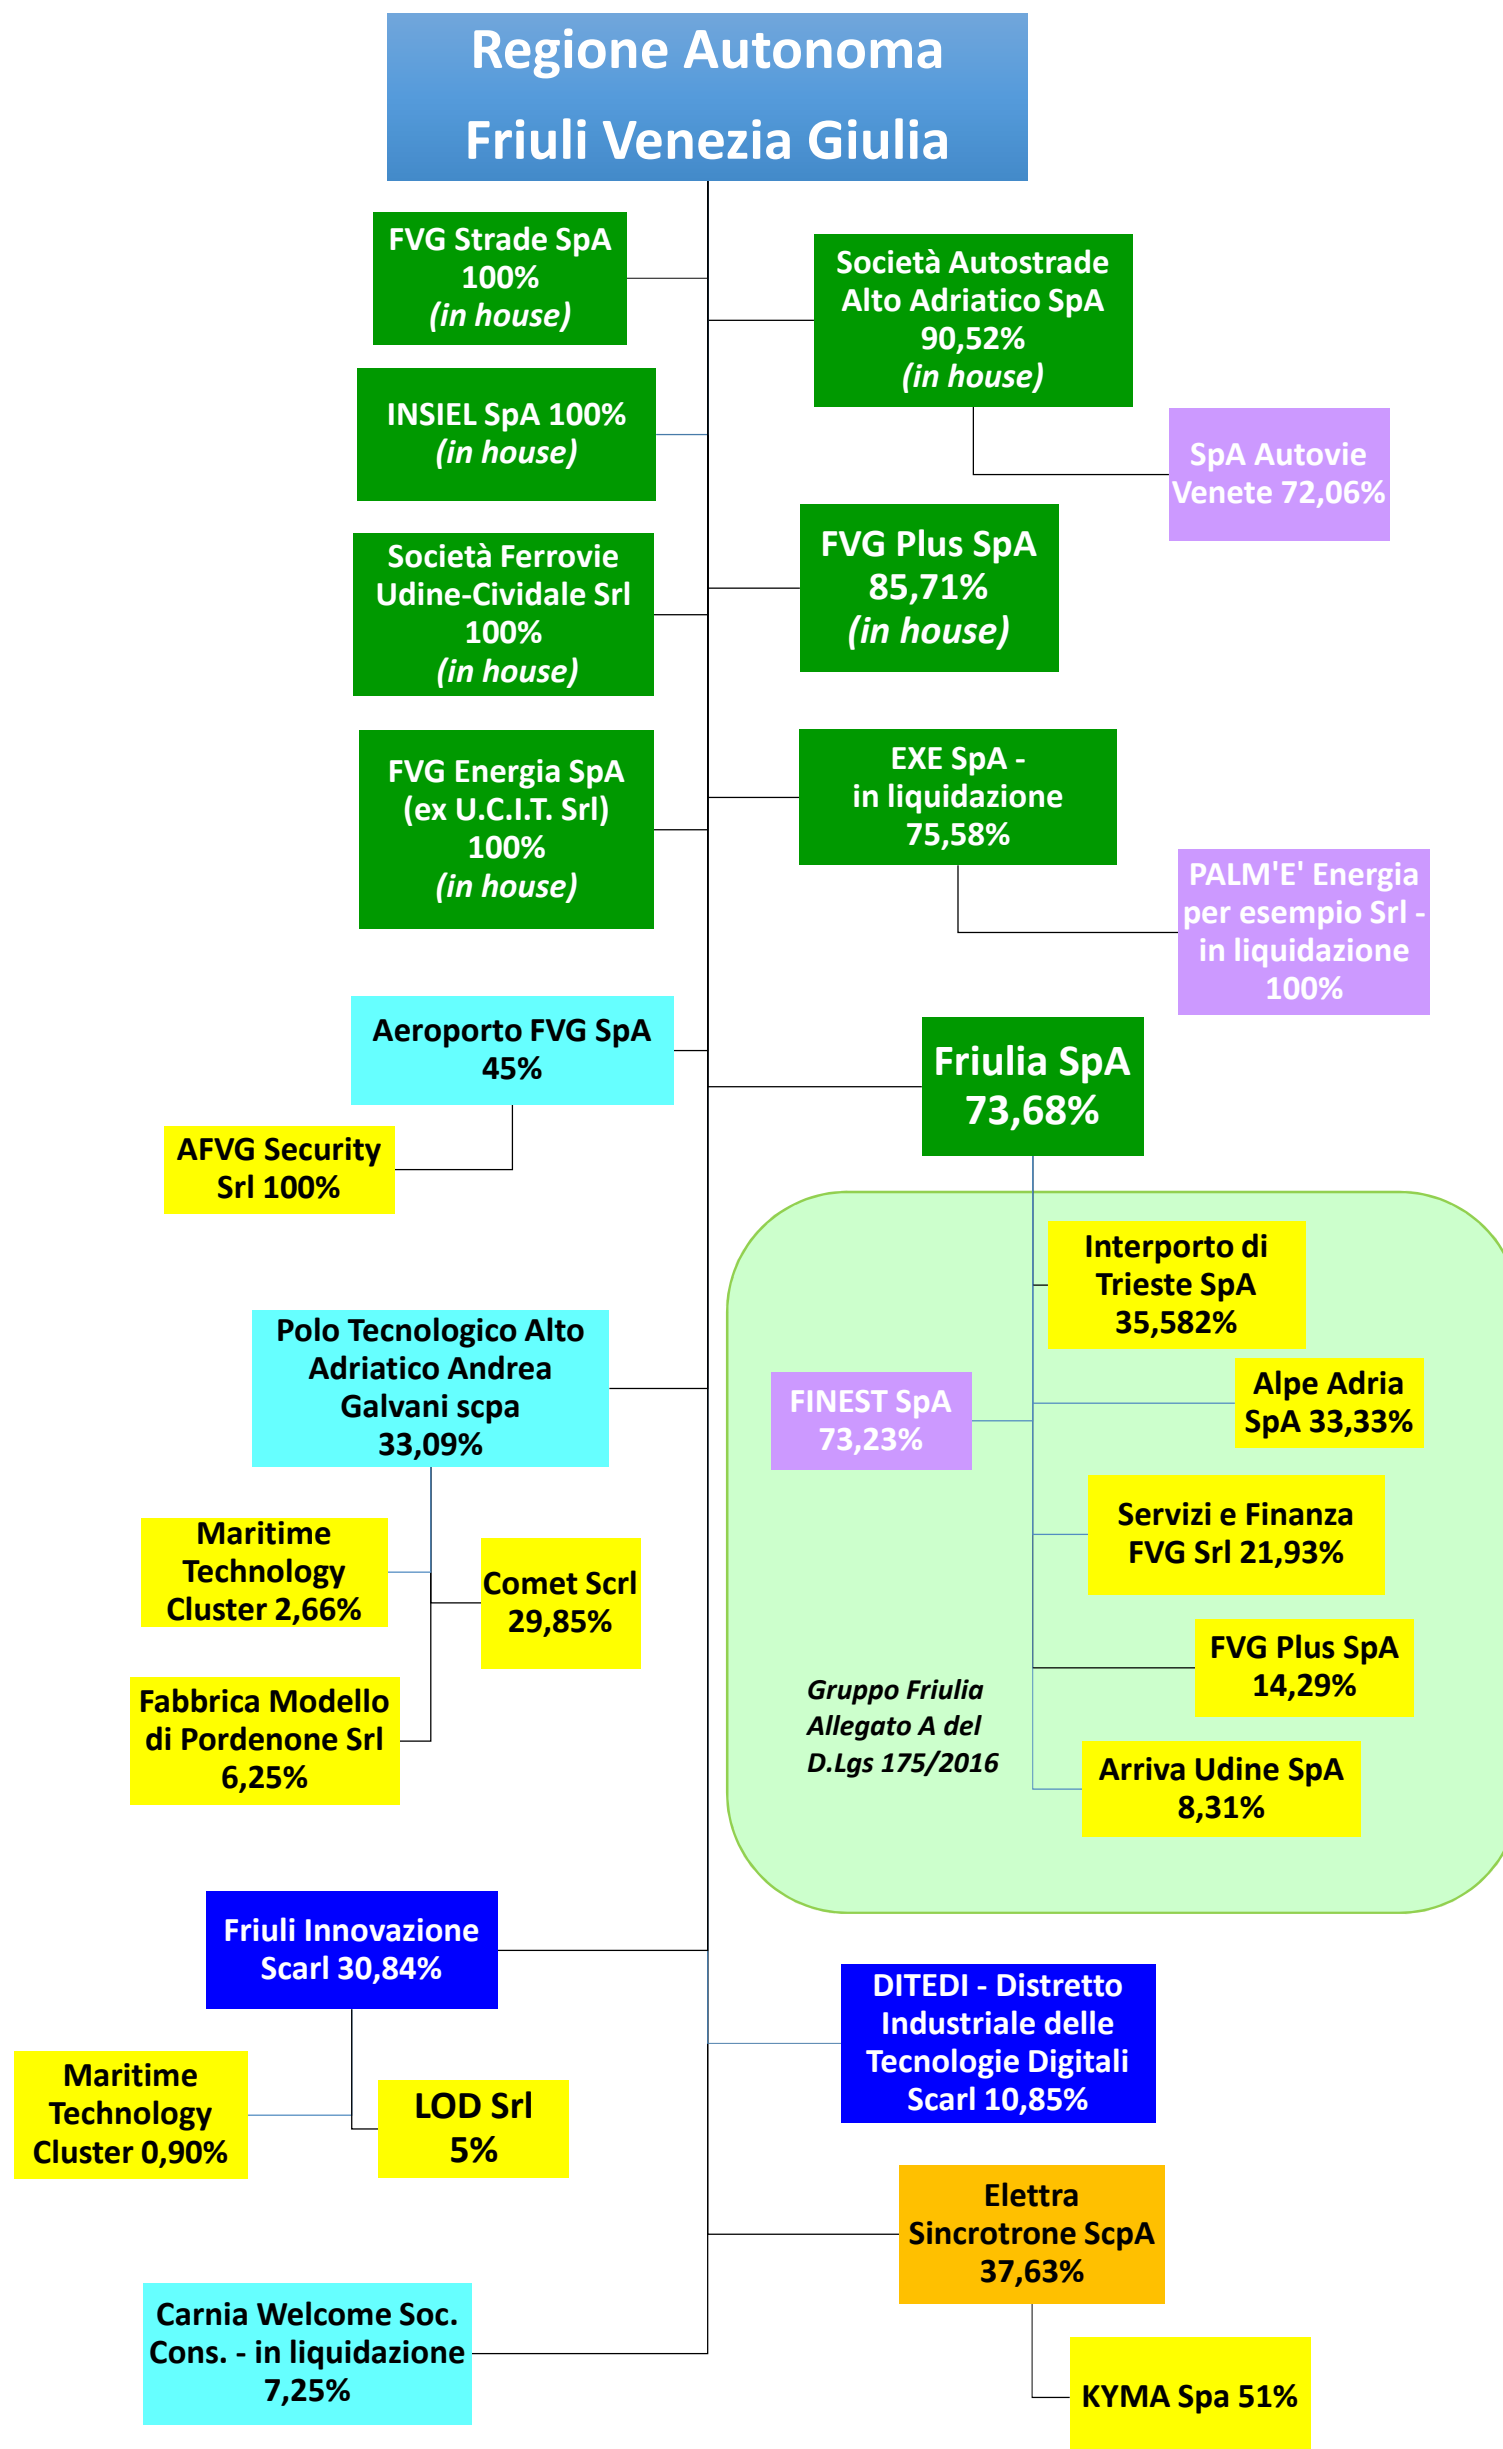 Regione Autonoma
Friuli Venezia Giulia
FVG Strade SpA
100%
(in house)
Società Autostrade
Alto Adriatico SpA
90,52%
(in house)
INSIEL SpA 100%
(in house)
SpA Autovie
Venete 72,06%
Società Ferrovie
Udine-Cividale Srl
100%
(in house)
FVG Plus SpA
85,71%
(in house)
FVG Energia SpA
(ex U.C.I.T. Srl)
100%
(in house)
EXE SpA -
in liquidazione
75,58%
PALM'E' Energia
per esempio Srl -
in liquidazione
100%
Aeroporto FVG SpA
45%
AFVG Security
Srl 100%
Friulia SpA
73,68%
Interporto di
Trieste SpA
35,582%
Alpe Adria
SpA 33,33%
FINEST SpA
73,23%
Servizi e Finanza
FVG Srl 21,93%
FVG Plus SpA
14,29%
Arriva Udine SpA
8,31%
Gruppo Friulia
Allegato A del
D.Lgs 175/2016
Polo Tecnologico Alto
Adriatico Andrea
Galvani scpa
33,09%
Maritime
Technology
Cluster 2,66%
Comet Scrl
29,85%
Fabbrica Modello
di Pordenone Srl
6,25%
Friuli Innovazione
Scarl 30,84%
Maritime
Technology
Cluster 0,90%
LOD Srl
5%
DITEDI - Distretto
Industriale delle
Tecnologie Digitali
Scarl 10,85%
Elettra
Sincrotrone ScpA
37,63%
Carnia Welcome Soc.
Cons. - in liquidazione
7,25%
KYMA Spa 51%